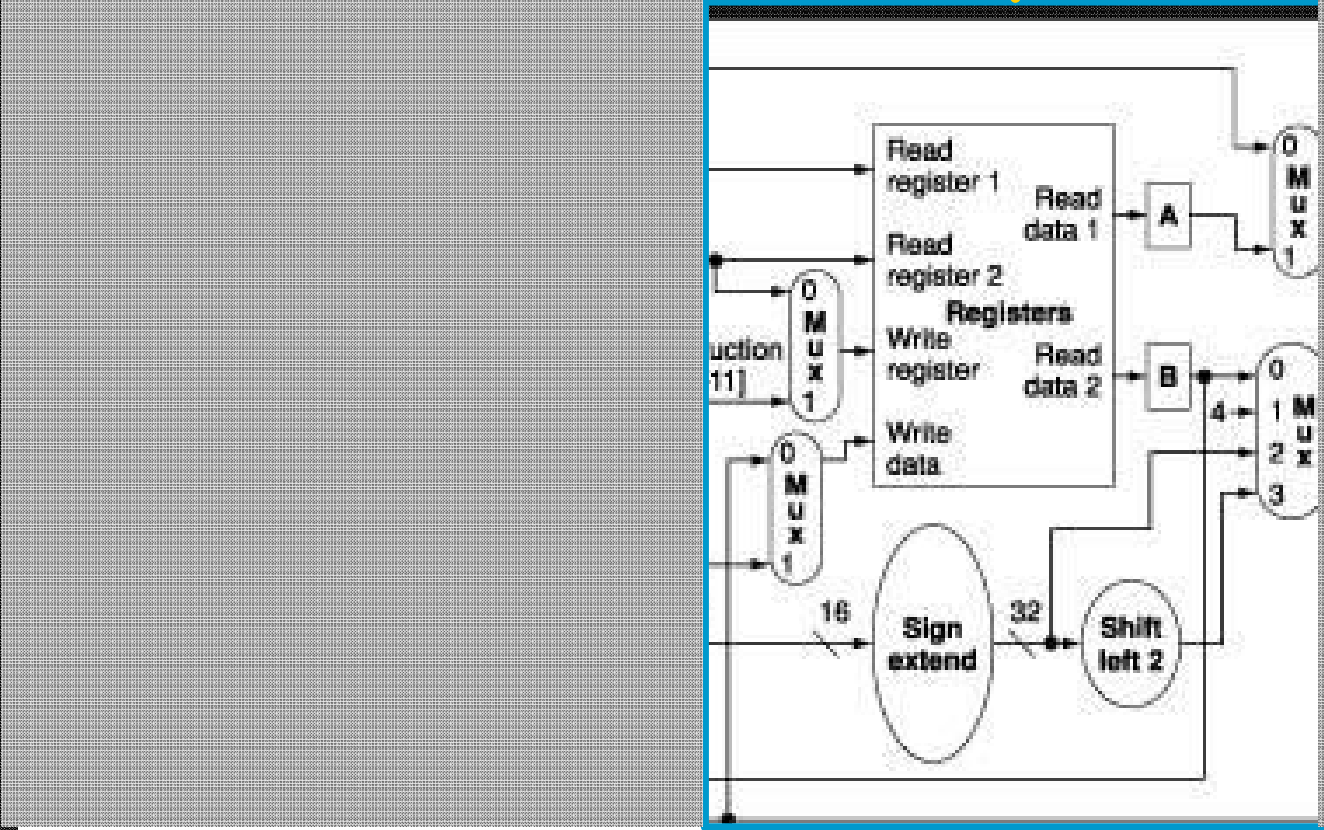 Read
register 1
Read
data 1
A
0
M
u
x
1
Read
register 2
Registers
0
M
u
x
1
uction
11]
Write
register
Read
data 2
B
0
4
1
M
u
x
2
3
Write
data
0
M
u
x
1
16
Sign
extend
32
Shift
left 2